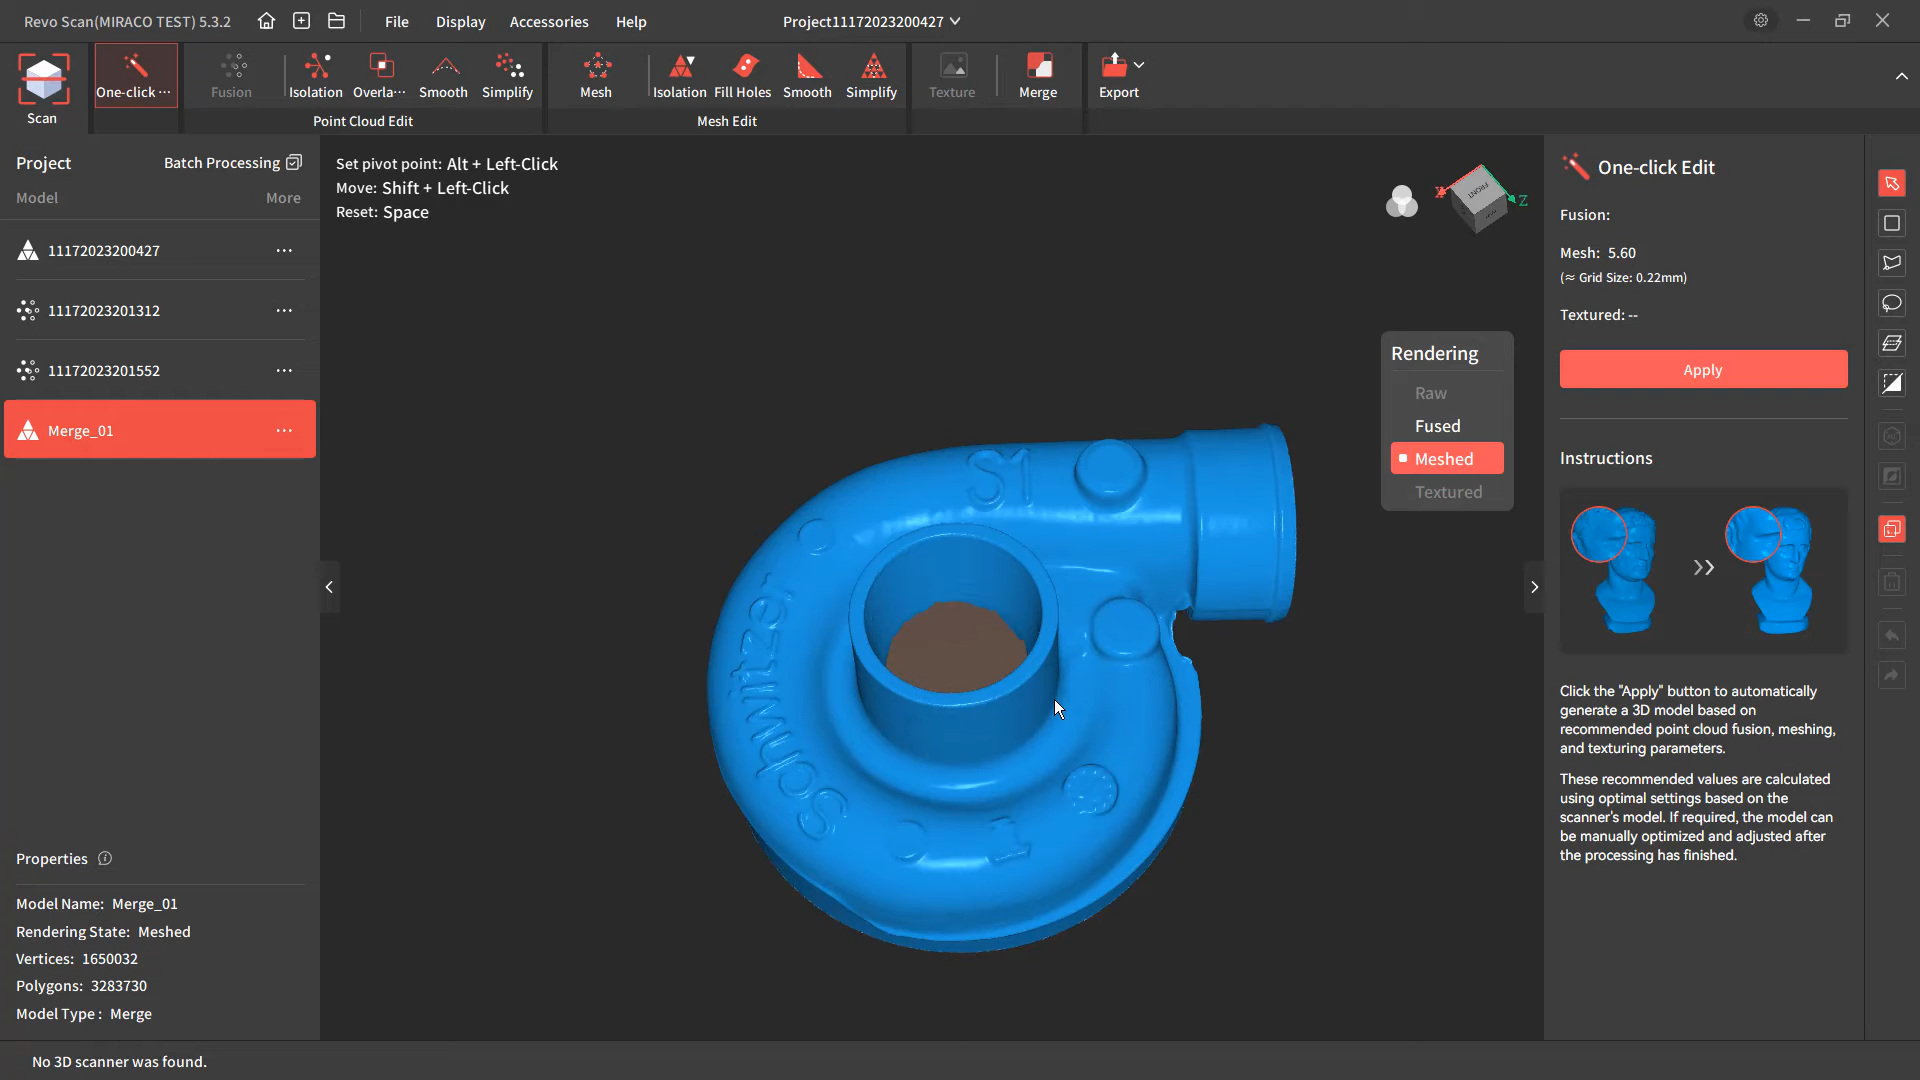 Revo Scan(MIRACO TEST) 5.3.2
File
Display
Accessories
Help
Project11172023200427
Scan
One-click ···
Fusion
Isolation
Overla···
Smooth
Simplify
Point Cloud Edit
Mesh
Isolation
Fill Holes
Smooth
Simplify
Mesh Edit
Texture
Merge
Export
Project
Batch Processing
Model
More
11172023200427
11172023201312
11172023201552
Merge_01
Set pivot point: Alt + Left-Click
Move: Shift + Left-Click
Reset: Space
FRONT
X
Z
Rendering
Raw
Fused
Meshed
Textured
S1
Schwitzer
1
One-click Edit
Fusion:
Mesh: 5.60
(≈ Grid Size: 0.22mm)
Textured: --
Apply
Instructions
Click the "Apply" button to automatically
generate a 3D model based on
recommended point cloud fusion, meshing,
and texturing parameters.
These recommended values are calculated
using optimal settings based on the
scanner's model. If required, the model can
be manually optimized and adjusted after
the processing has finished.
Properties
Model Name: Merge_01
Rendering State: Meshed
Vertices: 1650032
Polygons: 3283730
Model Type : Merge
No 3D scanner was found.